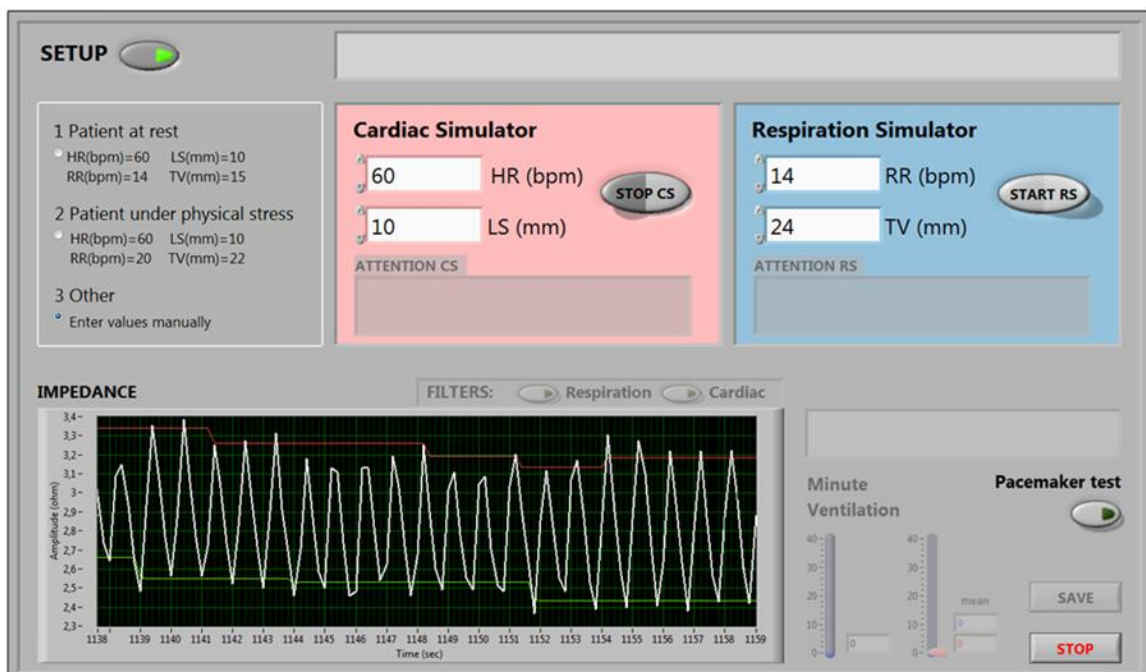 SETUP
1 Patient at rest
HR(bpm)=60 LS(mm)=10
RR(bpm)=14 TV(mm)=15
2 Patient under physical stress
HR(bpm)=60 LS(mm)=10
RR(bpm)=20 TV(mm)=22
3 Other
Enter values manually
Cardiac Simulator
60 HR (bpm)
STOP CS
10 LS (mm)
ATTENTION CS
Respiration Simulator
14 RR (bpm)
START RS
24 TV (mm)
ATTENTION RS
IMPEDANCE
FILTERS: Respiration Cardiac
3,4-
3,3-
3,2-
3,1-
3-
2,9-
2,8-
2,7-
2,6-
2,5-
2,4-
2,3-
Amplitude (ohm)
1138 1139 1140 1141 1142 1143 1144 1145 1146 1147 1148 1149 1150 1151 1152 1153 1154 1155 1156 1157 1158 1159
Time (sec)
Minute
Ventilation
40-
30-
20-
10-
0-
0
40-
30-
20-
10-
0-
mean
0
0
Pacemaker test
SAVE
STOP